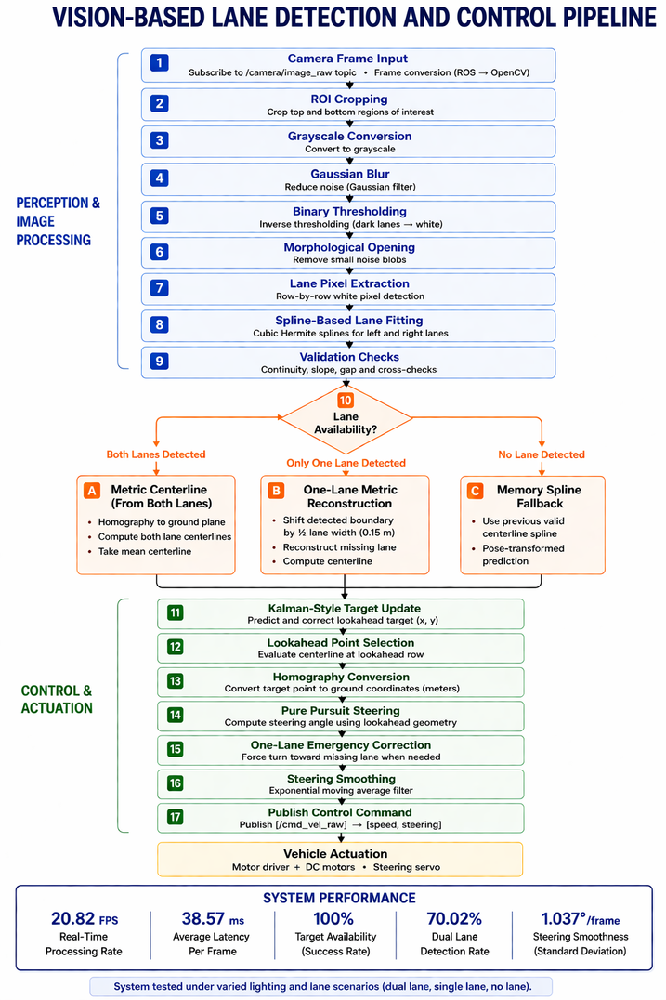 VISION-BASED LANE DETECTION AND CONTROL PIPELINE
PERCEPTION &
IMAGE
PROCESSING
1
Camera Frame Input
Subscribe to /camera/image_raw topic • Frame conversion (ROS → OpenCV)
2
ROI Cropping
Crop top and bottom regions of interest
3
Grayscale Conversion
Convert to grayscale
4
Gaussian Blur
Reduce noise (Gaussian filter)
5
Binary Thresholding
Inverse thresholding (dark lanes → white)
6
Morphological Opening
Remove small noise blobs
7
Lane Pixel Extraction
Row-by-row white pixel detection
8
Spline-Based Lane Fitting
Cubic Hermite splines for left and right lanes
9
Validation Checks
Continuity, slope, gap and cross-checks
10
Lane
Availability?
Both Lanes Detected
Only One Lane Detected
No Lane Detected
A
Metric Centerline
(From Both Lanes)
• Homography to ground plane
• Compute both lane centerlines
• Take mean centerline
B
One-Lane Metric
Reconstruction
• Shift detected boundary
by ½ lane width (0.15 m)
• Reconstruct missing lane
• Compute centerline
C
Memory Spline
Fallback
• Use previous valid
centerline spline
• Pose-transformed
prediction
CONTROL &
ACTUATION
11
Kalman-Style Target Update
Predict and correct lookahead target (x, y)
12
Lookahead Point Selection
Evaluate centerline at lookahead row
13
Homography Conversion
Convert target point to ground coordinates (meters)
14
Pure Pursuit Steering
Compute steering angle using lookahead geometry
15
One-Lane Emergency Correction
Force turn toward missing lane when needed
16
Steering Smoothing
Exponential moving average filter
17
Publish Control Command
Publish [/cmd_vel_raw] → [speed, steering]
Vehicle Actuation
Motor driver + DC motors • Steering servo
SYSTEM PERFORMANCE
20.82 FPS
Real-Time
Processing Rate
38.57 ms
Average Latency
Per Frame
100%
Target Availability
(Success Rate)
70.02%
Dual Lane
Detection Rate
1.037°/frame
Steering Smoothness
(Standard Deviation)
System tested under varied lighting and lane scenarios (dual lane, single lane, no lane).